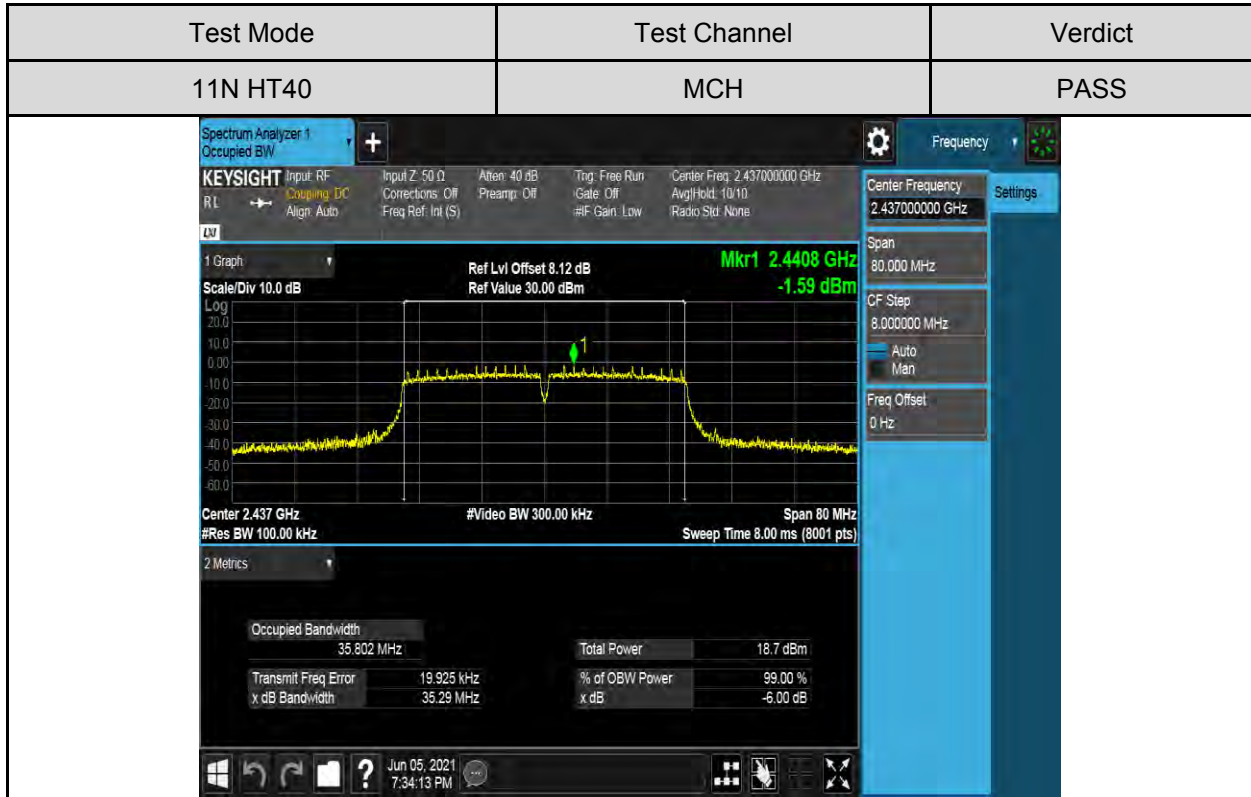 Test Mode Test Channel Verdict
11N HT40 MCH PASS
Spectrum Analyzer 1
Occupied BW
+
Frequency
KEYSIGHT Input: RF Input Z: 50 Ω Atten: 40 dB Trig: Free Run Center Freq: 2.437000000 GHz
RL Coupling: DC Corrections: Off Preamp: Off Gate: Off Avg|Hold: 10/10
Align: Auto Freq Ref: Int (S) #IF Gain: Low Radio Std: None
LXI
Center Frequency
2.437000000 GHz
Settings
Span
80.000 MHz
CF Step
8.000000 MHz
Auto
Man
Freq Offset
0 Hz
1 Graph
Scale/Div 10.0 dB
Ref Lvl Offset 8.12 dB
Ref Value 30.00 dBm
Mkr1 2.4408 GHz
-1.59 dBm
Log
20.0
10.0
0.00
-10.0
-20.0
-30.0
-40.0
-50.0
-60.0
1
Center 2.437 GHz #Video BW 300.00 kHz Span 80 MHz
#Res BW 100.00 kHz Sweep Time 8.00 ms (8001 pts)
2 Metrics
Occupied Bandwidth
35.802 MHz
Total Power 18.7 dBm
Transmit Freq Error 19.925 kHz % of OBW Power 99.00 %
x dB Bandwidth 35.29 MHz x dB -6.00 dB
?
Jun 05, 2021
7:34:13 PM